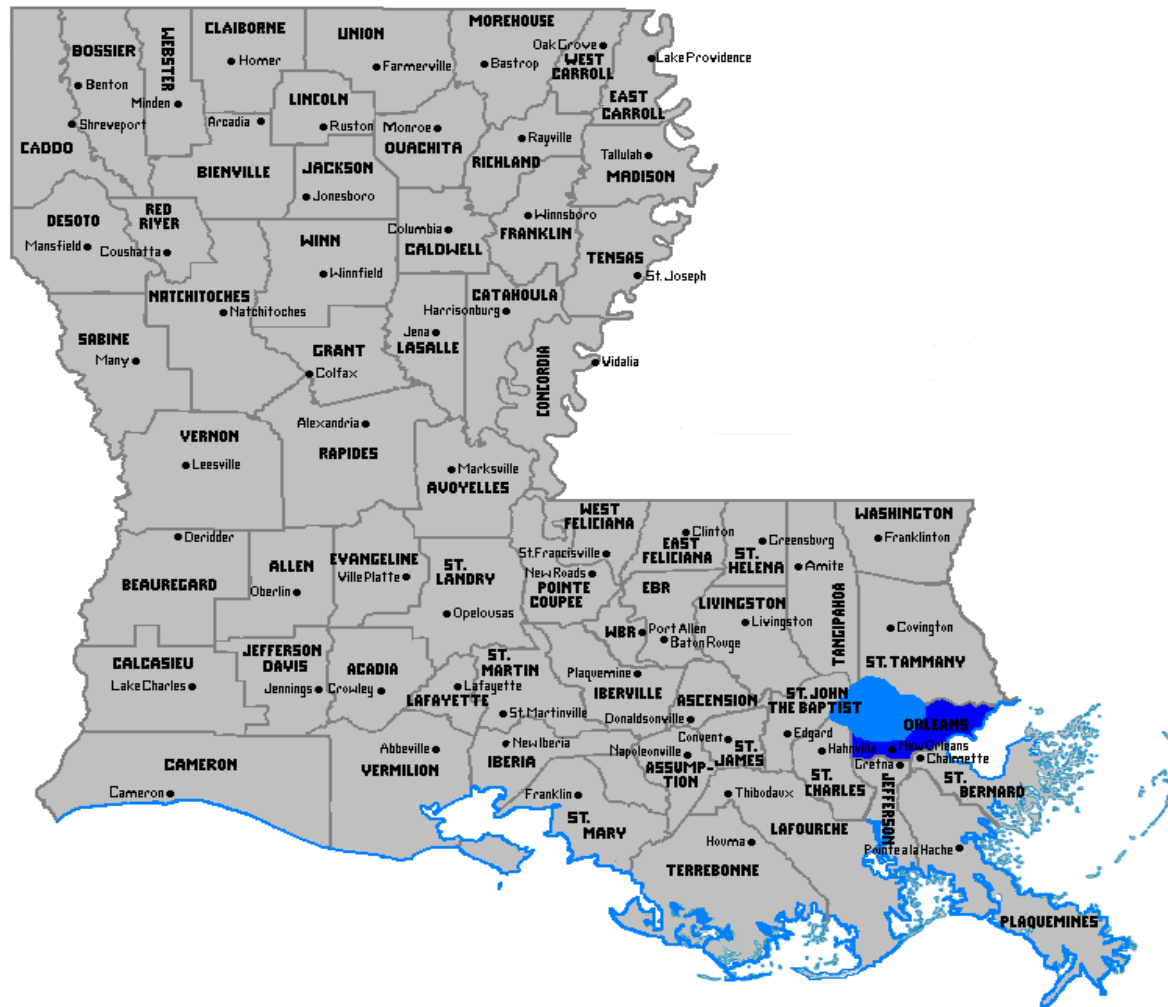 MOREHOUSE
CLAIBORNE
UNION
WEBSTER
BOSSIER
Oak Grove
WEST
CARROLL
Lake Providence
Homer
Farmerville
Bastrop
Benton
Minden
LINCOLN
EAST
CARROLL
Shreveport
Arcadia
Ruston
Monroe
Rayville
CADDO
OUACHITA
RICHLAND
Tallulah
BIENVILLE
JACKSON
MADISON
Jonesboro
RED
RIVER
DESOTO
Winnsboro
Columbia
FRANKLIN
WINN
Mansfield
Coushatta
CALDWELL
TENSAS
Winnfield
St. Joseph
NATCHITOCHES
CATAHOULA
Natchitoches
Harrisonburg
SABINE
Jena
GRANT
LASALLE
Many
CONCORDIA
Vidalia
Colfax
Alexandria
VERNON
RAPIDES
Leesville
Marksville
AVOYELLES
WEST
FELICIANA
WASHINGTON
Deridder
Clinton
EAST
FELICIANA
Greensburg
Franklinton
ST.
HELENA
St. Francisville
EVANGELINE
ALLEN
ST.
LANDRY
Amite
BEAUREGARD
Ville Platte
New Roads
POINTE
COUPEE
EBR
Oberlin
LIVINGSTON
TANGIPAHOA
Opelousas
Livingston
Covington
WBR
Port Allen
Baton Rouge
JEFFERSON
DAVIS
ST.
MARTIN
CALCASIEU
ACADIA
ST. TAMMANY
Plaquemine
Lake Charles
Jennings
Crowley
Lafayette
LAFAYETTE
IBERVILLE
ASCENSION
ST. JOHN
THE BAPTIST
St. Martinville
Donaldsonville
ORLEANS
Edgard
Convent
New Iberia
Abbeville
Napoleonville
Hahnville
New Orleans
Chalmette
IBERIA
ST.
JAMES
CAMERON
VERMILION
ASSUMP-
TION
Gretna
ST.
CHARLES
ST.
BERNARD
Cameron
Franklin
Thibodaux
JEFFERSON
ST.
MARY
LAFOURCHE
Houma
Pointe a la Hache
TERREBONNE
PLAQUEMINES